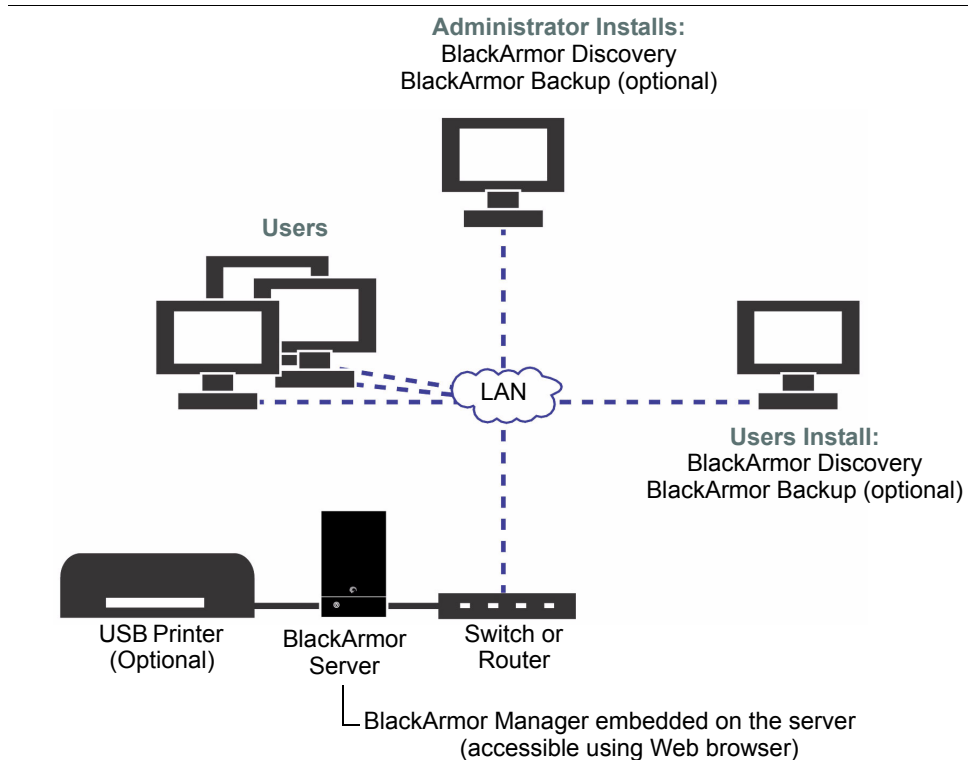 Administrator Installs:
BlackArmor Discovery
BlackArmor Backup (optional)
Users
LAN
Users Install:
BlackArmor Discovery
BlackArmor Backup (optional)
USB Printer
(Optional)
BlackArmor
Server
Switch or
Router
BlackArmor Manager embedded on the server
(accessible using Web browser)